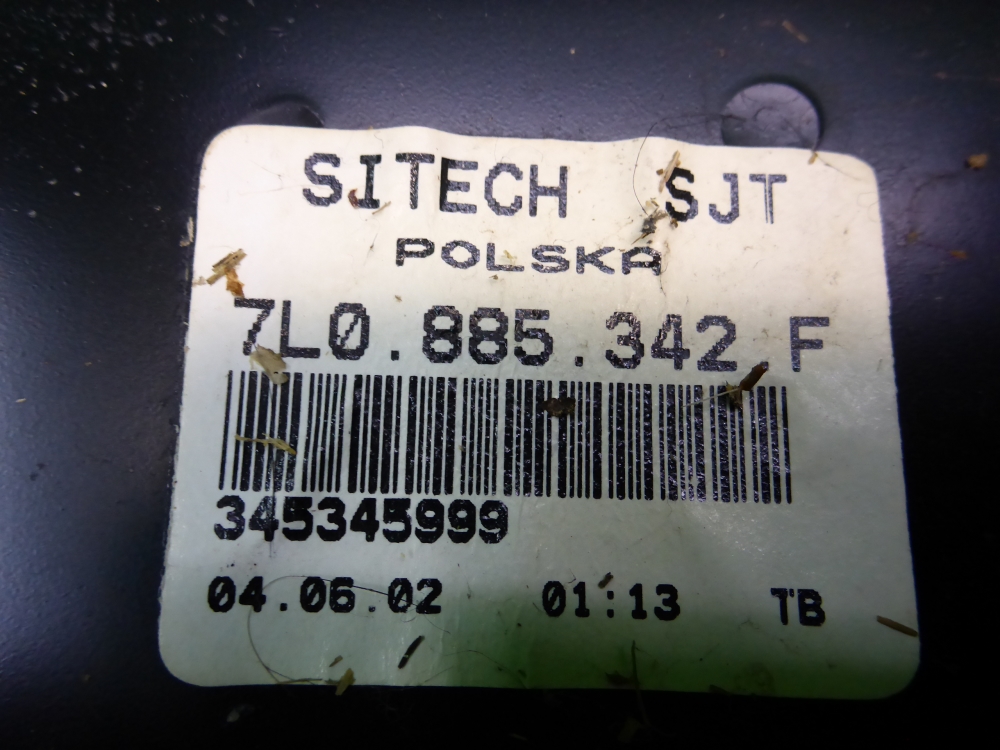 SITECH SJT
POLSKA
7L0.885.342.F
345345999
04.06.02 01:13 TB